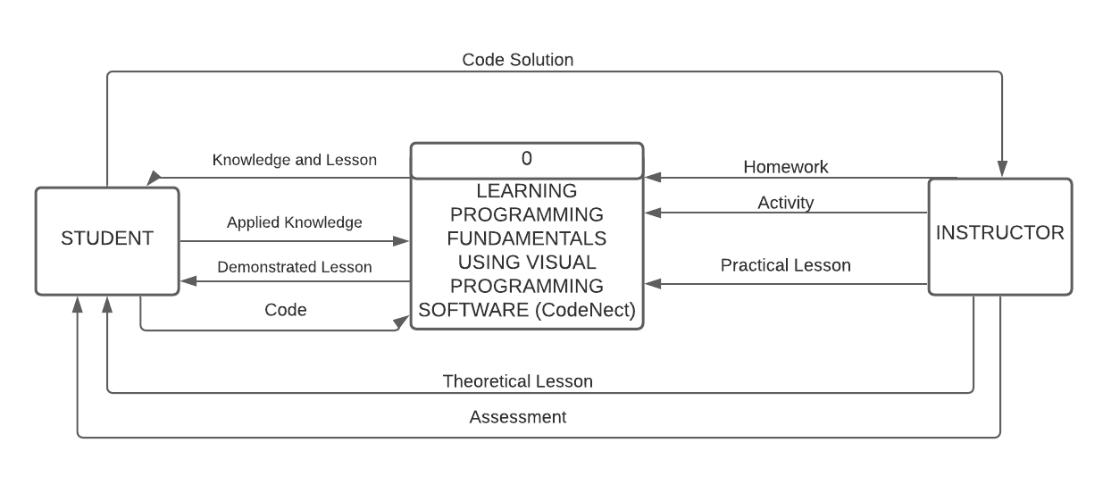 Code Solution
Knowledge and Lesson
0
Homework
LEARNING
PROGRAMMING
FUNDAMENTALS
USING VISUAL
PROGRAMMING
SOFTWARE (CodeNect)
Activity
STUDENT
Applied Knowledge
INSTRUCTOR
Demonstrated Lesson
Practical Lesson
Code
Theoretical Lesson
Assessment